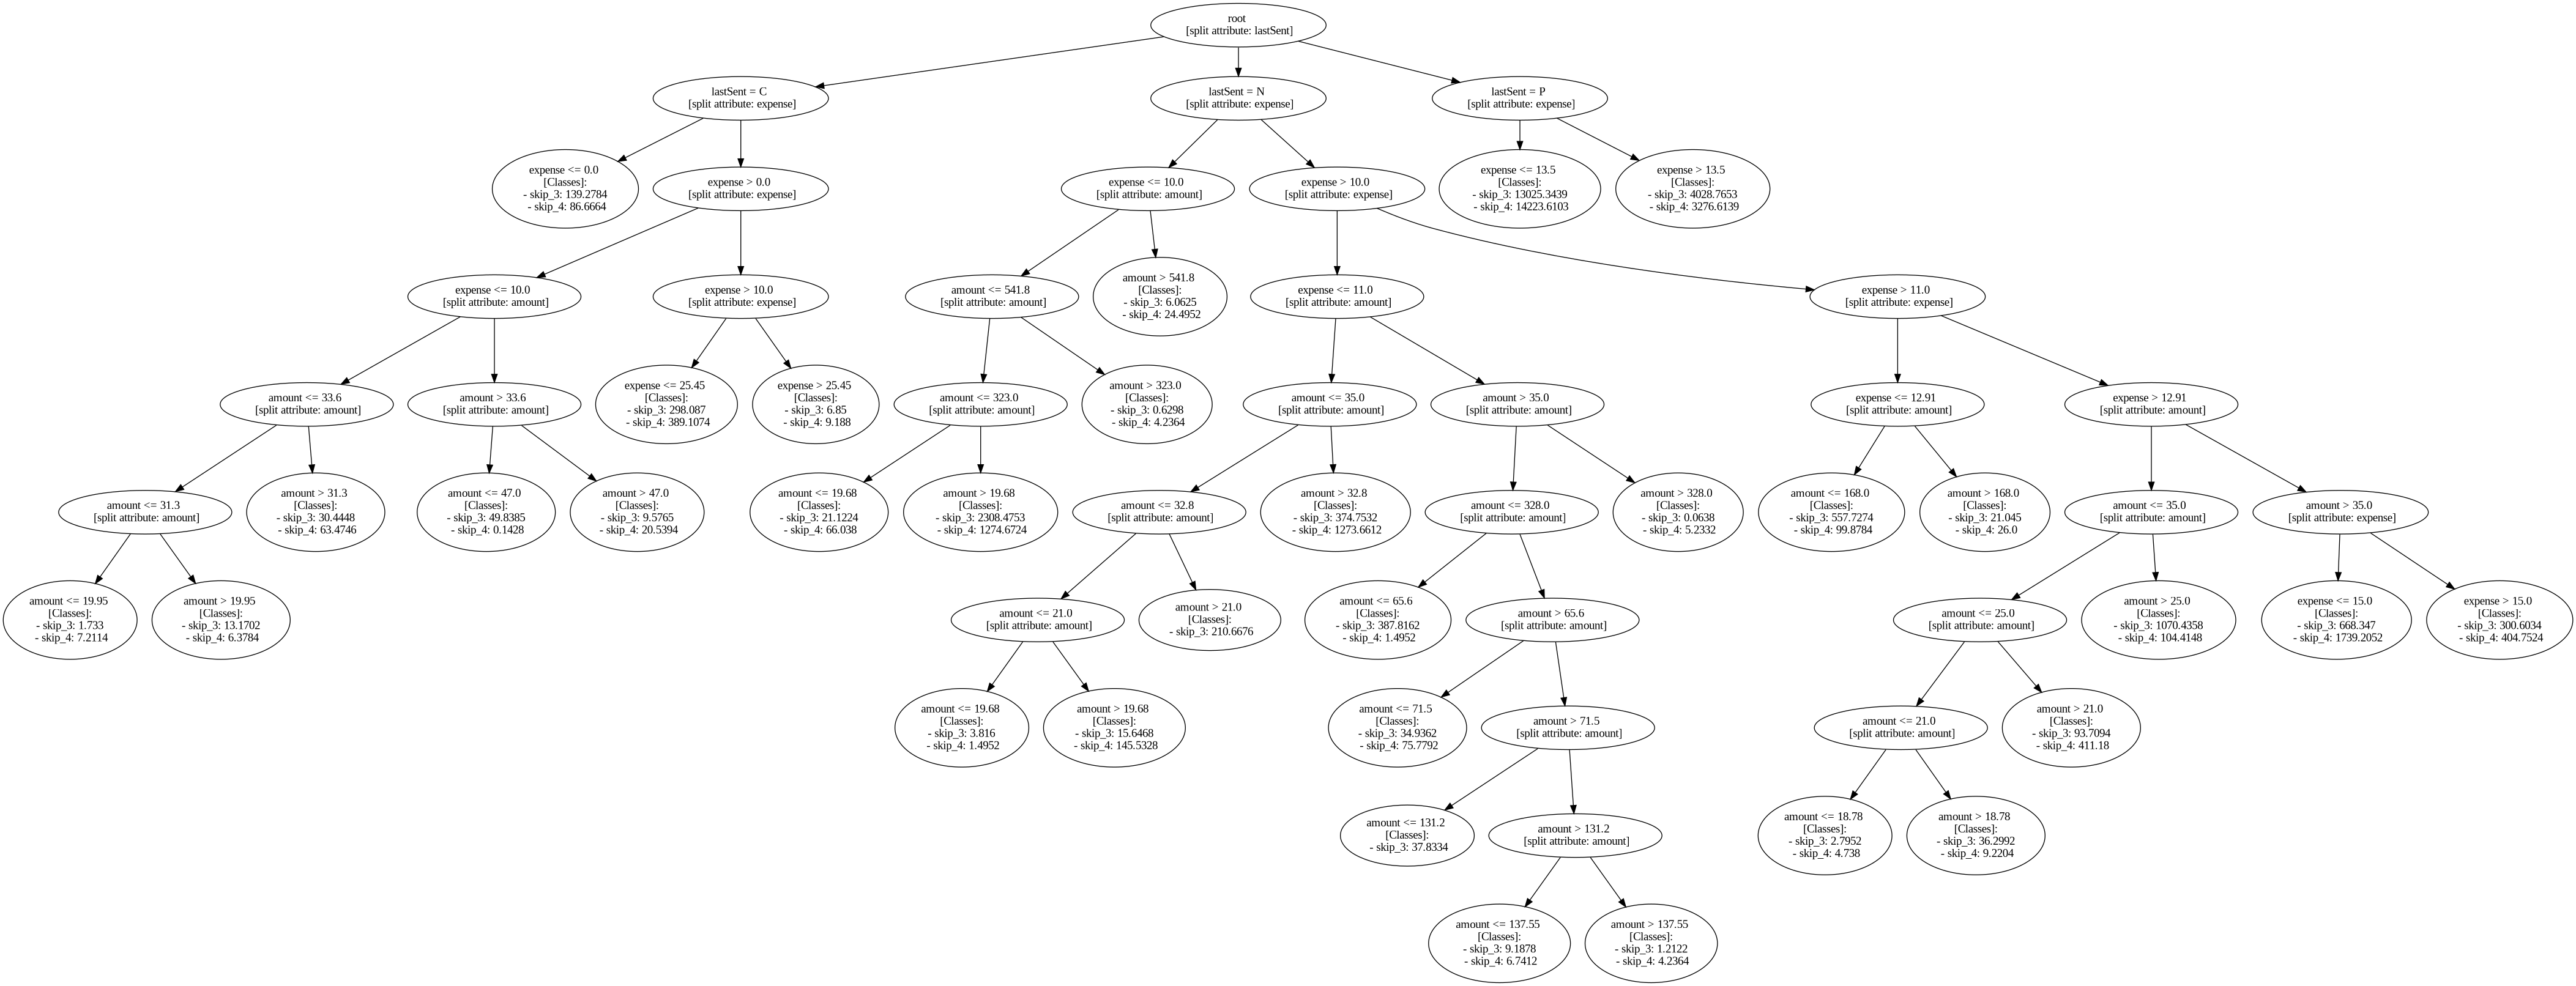 root
[split attribute: lastSent]
lastSent = C
[split attribute: expense]
lastSent = N
[split attribute: expense]
lastSent = P
[split attribute: expense]
expense <= 0.0
[Classes]:
- skip_3: 139.2784
- skip_4: 86.6664
expense > 0.0
[split attribute: expense]
expense <= 10.0
[split attribute: amount]
expense > 10.0
[split attribute: expense]
expense <= 13.5
[Classes]:
- skip_3: 13025.3439
- skip_4: 14223.6103
expense > 13.5
[Classes]:
- skip_3: 4028.7653
- skip_4: 3276.6139
expense <= 10.0
[split attribute: amount]
expense > 10.0
[split attribute: expense]
amount <= 541.8
[split attribute: amount]
amount > 541.8
[Classes]:
- skip_3: 6.0625
- skip_4: 24.4952
expense <= 11.0
[split attribute: amount]
expense > 11.0
[split attribute: expense]
amount <= 33.6
[split attribute: amount]
amount > 33.6
[split attribute: amount]
expense <= 25.45
[Classes]:
- skip_3: 298.087
- skip_4: 389.1074
expense > 25.45
[Classes]:
- skip_3: 6.85
- skip_4: 9.188
amount <= 323.0
[split attribute: amount]
amount > 323.0
[Classes]:
- skip_3: 0.6298
- skip_4: 4.2364
amount <= 35.0
[split attribute: amount]
amount > 35.0
[split attribute: amount]
expense <= 12.91
[split attribute: amount]
expense > 12.91
[split attribute: amount]
amount <= 31.3
[split attribute: amount]
amount > 31.3
[Classes]:
- skip_3: 30.4448
- skip_4: 63.4746
amount <= 47.0
[Classes]:
- skip_3: 49.8385
- skip_4: 0.1428
amount > 47.0
[Classes]:
- skip_3: 9.5765
- skip_4: 20.5394
amount <= 19.68
[Classes]:
- skip_3: 21.1224
- skip_4: 66.038
amount > 19.68
[Classes]:
- skip_3: 2308.4753
- skip_4: 1274.6724
amount <= 32.8
[split attribute: amount]
amount > 32.8
[Classes]:
- skip_3: 374.7532
- skip_4: 1273.6612
amount <= 328.0
[split attribute: amount]
amount > 328.0
[Classes]:
- skip_3: 0.0638
- skip_4: 5.2332
amount <= 168.0
[Classes]:
- skip_3: 557.7274
- skip_4: 99.8784
amount > 168.0
[Classes]:
- skip_3: 21.045
- skip_4: 26.0
amount <= 35.0
[split attribute: amount]
amount > 35.0
[split attribute: expense]
amount <= 19.95
[Classes]:
- skip_3: 1.733
- skip_4: 7.2114
amount > 19.95
[Classes]:
- skip_3: 13.1702
- skip_4: 6.3784
amount <= 21.0
[split attribute: amount]
amount > 21.0
[Classes]:
- skip_3: 210.6676
amount <= 65.6
[Classes]:
- skip_3: 387.8162
- skip_4: 1.4952
amount > 65.6
[split attribute: amount]
amount <= 25.0
[split attribute: amount]
amount > 25.0
[Classes]:
- skip_3: 1070.4358
- skip_4: 104.4148
expense <= 15.0
[Classes]:
- skip_3: 668.347
- skip_4: 1739.2052
expense > 15.0
[Classes]:
- skip_3: 300.6034
- skip_4: 404.7524
amount <= 19.68
[Classes]:
- skip_3: 3.816
- skip_4: 1.4952
amount > 19.68
[Classes]:
- skip_3: 15.6468
- skip_4: 145.5328
amount <= 71.5
[Classes]:
- skip_3: 34.9362
- skip_4: 75.7792
amount > 71.5
[split attribute: amount]
amount <= 21.0
[split attribute: amount]
amount > 21.0
[Classes]:
- skip_3: 93.7094
- skip_4: 411.18
amount <= 131.2
[Classes]:
- skip_3: 37.8334
amount > 131.2
[split attribute: amount]
amount <= 18.78
[Classes]:
- skip_3: 2.7952
- skip_4: 4.738
amount > 18.78
[Classes]:
- skip_3: 36.2992
- skip_4: 9.2204
amount <= 137.55
[Classes]:
- skip_3: 9.1878
- skip_4: 6.7412
amount > 137.55
[Classes]:
- skip_3: 1.2122
- skip_4: 4.2364